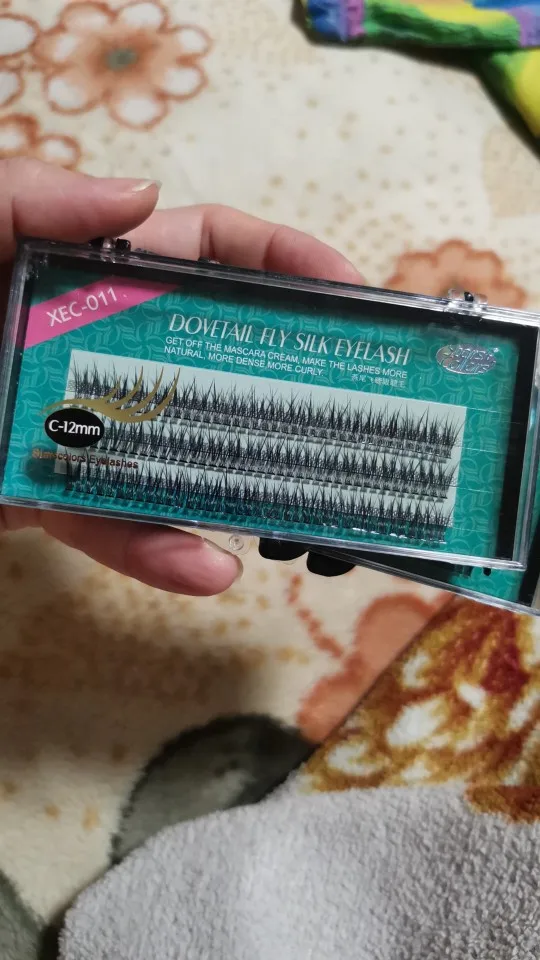 XEC-011
DOVETAIL FLY SILK EYELASH
GET OFF THE MASCARA CREAM, MAKE THE LASHES MORE
NATURAL, MORE DENSE,MORE CURLY
C-12mm
Eyelashes